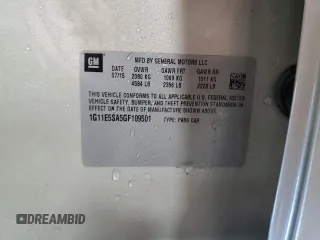 GM
MFD BY GENERAL MOTORS LLC
DATE GVWR GAWR FRT GAWR RR
07/15 2080 KG 1069 KG 1011 KG
4584 LB 2356 LB 2228 LB
THIS VEHICLE CONFORMS TO ALL APPLICABLE U.S. FEDERAL MOTOR
VEHICLE SAFETY, BUMPER, AND THEFT PREVENTION STANDARDS IN
EFFECT ON THE DATE OF MANUFACTURE SHOWN ABOVE.
1G11E5SA5GF109501 TYPE: PASS CAR
DREAMBID